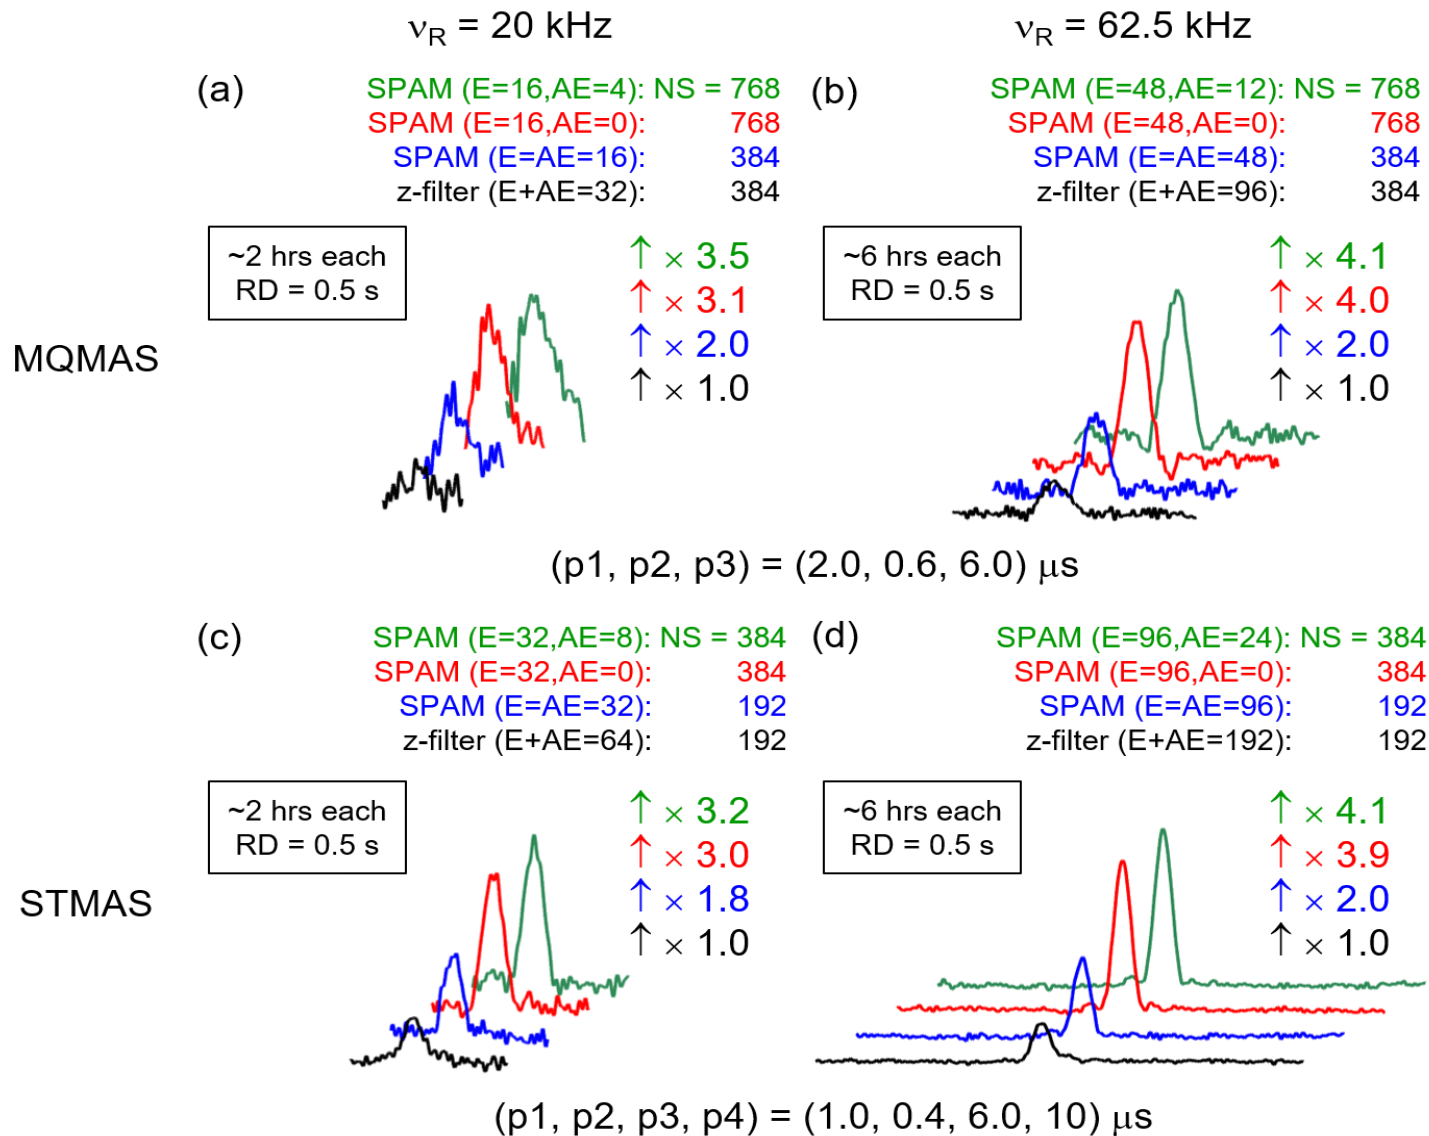 νR = 20 kHz
νR = 62.5 kHz
(a)
SPAM (E=16,AE=4): NS = 768
SPAM (E=16,AE=0): 768
SPAM (E=AE=16): 384
z-filter (E+AE=32): 384
~2 hrs each
RD = 0.5 s
↑ × 3.5
↑ × 3.1
↑ × 2.0
↑ × 1.0
(b)
SPAM (E=48,AE=12): NS = 768
SPAM (E=48,AE=0): 768
SPAM (E=AE=48): 384
z-filter (E+AE=96): 384
~6 hrs each
RD = 0.5 s
↑ × 4.1
↑ × 4.0
↑ × 2.0
↑ × 1.0
MQMAS
(p1, p2, p3) = (2.0, 0.6, 6.0) μs
(c)
SPAM (E=32,AE=8): NS = 384
SPAM (E=32,AE=0): 384
SPAM (E=AE=32): 192
z-filter (E+AE=64): 192
~2 hrs each
RD = 0.5 s
↑ × 3.2
↑ × 3.0
↑ × 1.8
↑ × 1.0
(d)
SPAM (E=96,AE=24): NS = 384
SPAM (E=96,AE=0): 384
SPAM (E=AE=96): 192
z-filter (E+AE=192): 192
~6 hrs each
RD = 0.5 s
↑ × 4.1
↑ × 3.9
↑ × 2.0
↑ × 1.0
STMAS
(p1, p2, p3, p4) = (1.0, 0.4, 6.0, 10) μs